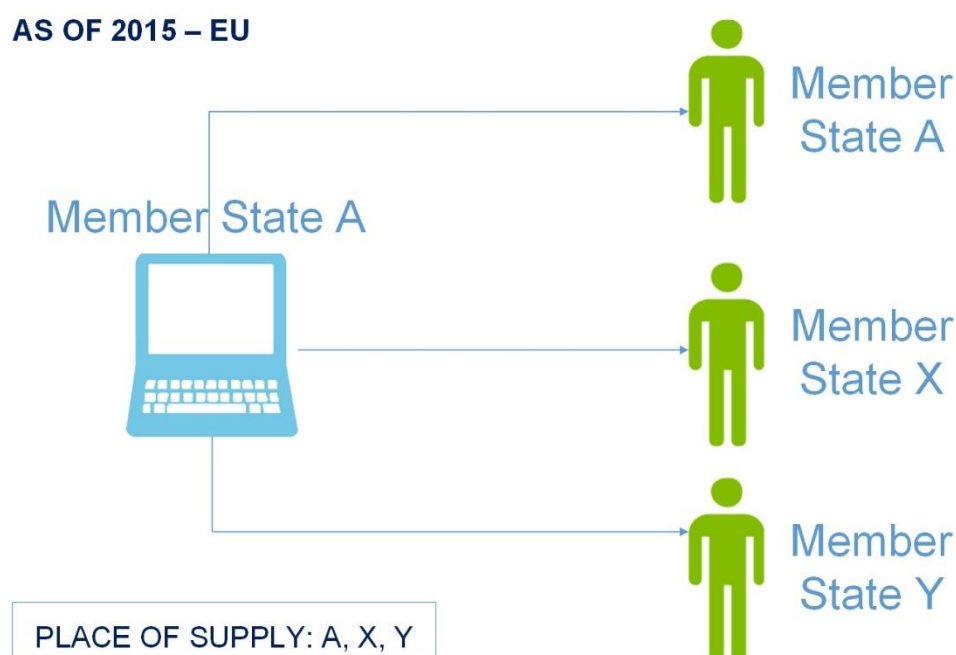 AS OF 2015 – EU
Member
State A
Member State A
Member
State X
Member
State Y
PLACE OF SUPPLY: A, X, Y